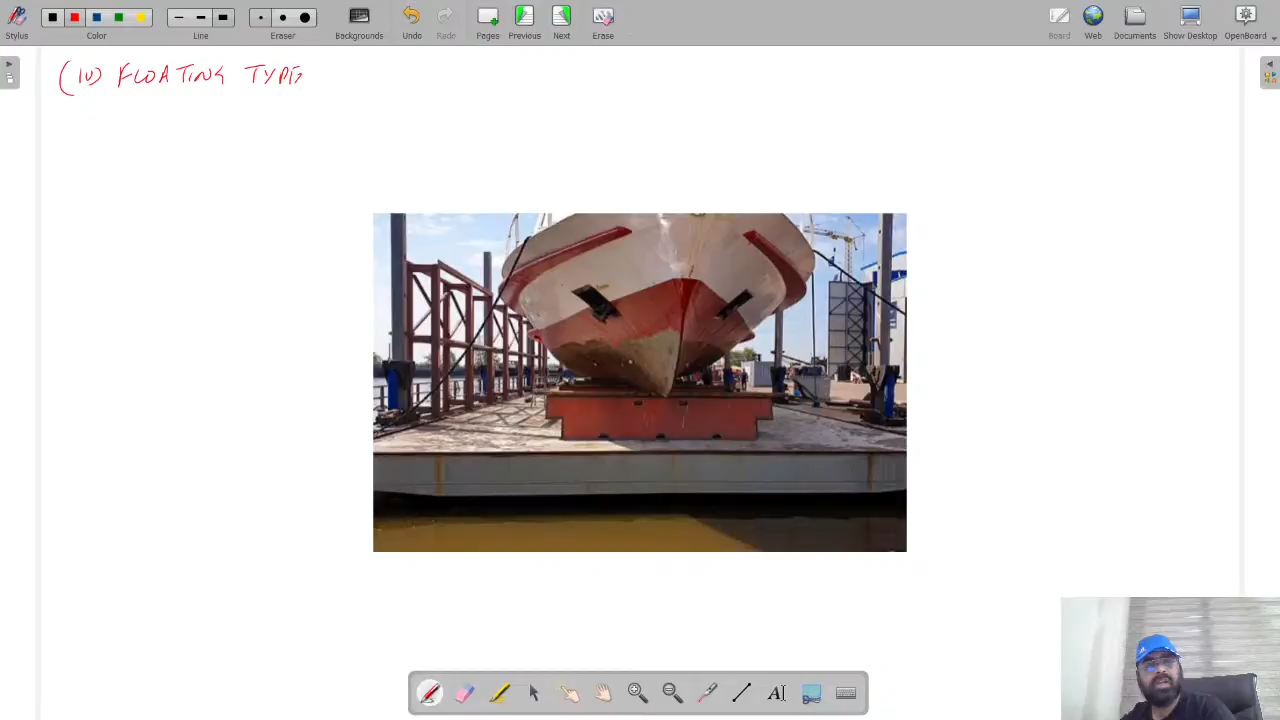 Stylus
Color
Line
Eraser
Backgrounds
Undo
Redo
Pages
Previous
Next
Erase
Board
Web
Documents
Show Desktop
OpenBoard
(iv) FLOATING TYPE